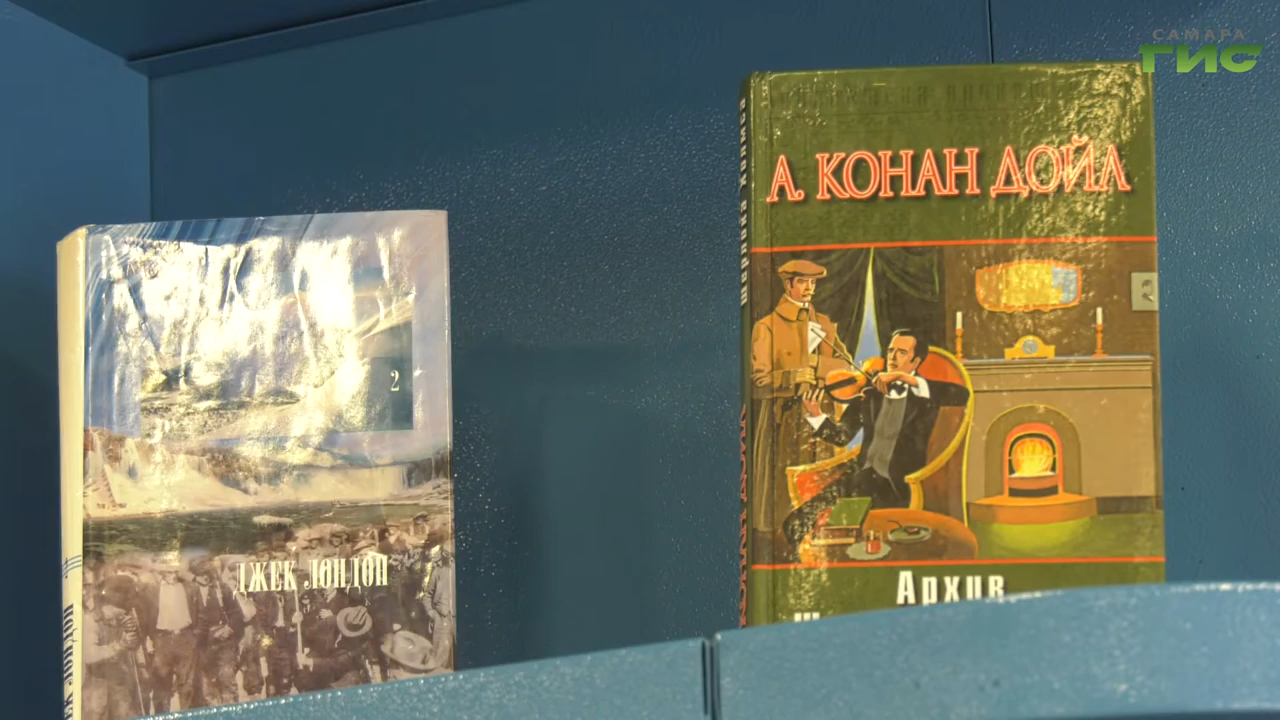 САМАРА
ГИС
А. КОНАН ДОЙЛ
2
ДЖЕК ЛОНДОН
Архив